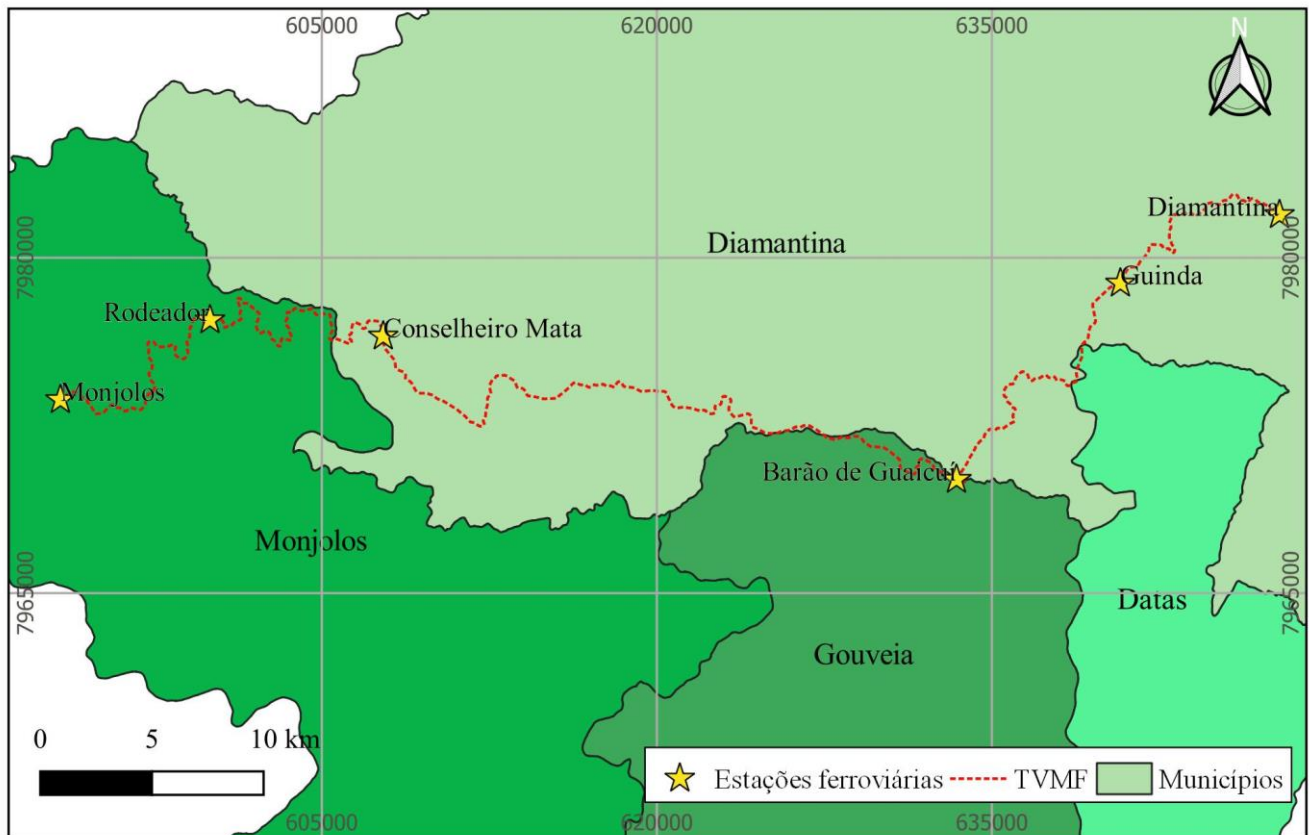 605000
620000
635000
N
Diamantina
7980000
7980000
Diamantina
Guinda
Rodeador
Conselheiro Mata
Monjolos
Barão de Guaicuí
Monjolos
7965000
7965000
Datas
Gouveia
0 5 10 km
Estações ferroviárias TVMF Municípios
605000
620000
635000